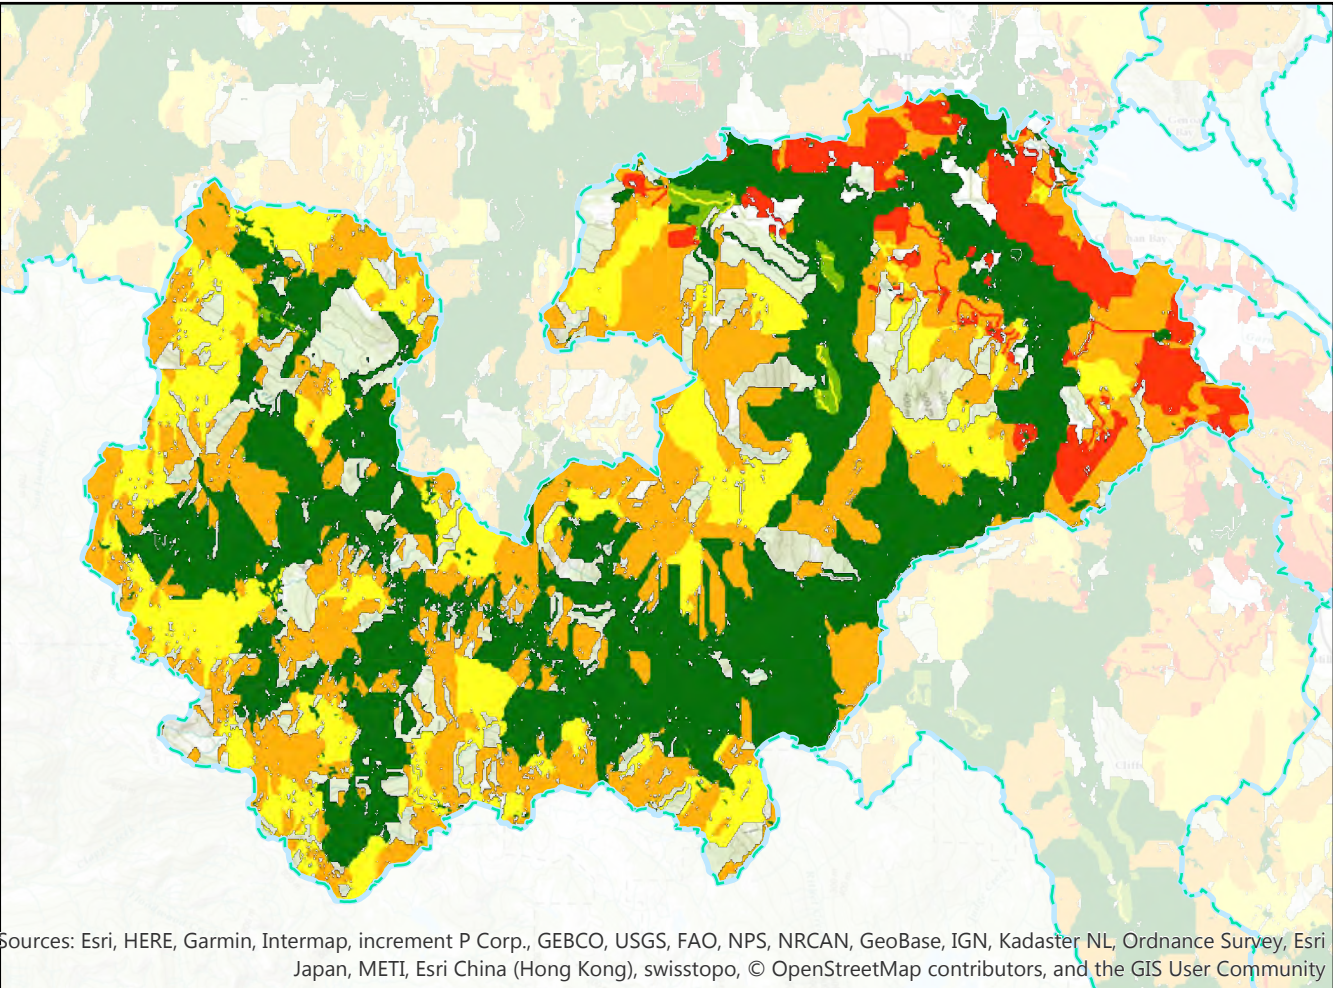 Sources: Esri, HERE, Garmin, Intermap, increment P Corp., GEBCO, USGS, FAO, NPS, NRCAN, GeoBase, IGN, Kadaster NL, Ordnance Survey, Esri
Japan, METI, Esri China (Hong Kong), swisstopo, © OpenStreetMap contributors, and the GIS User Community